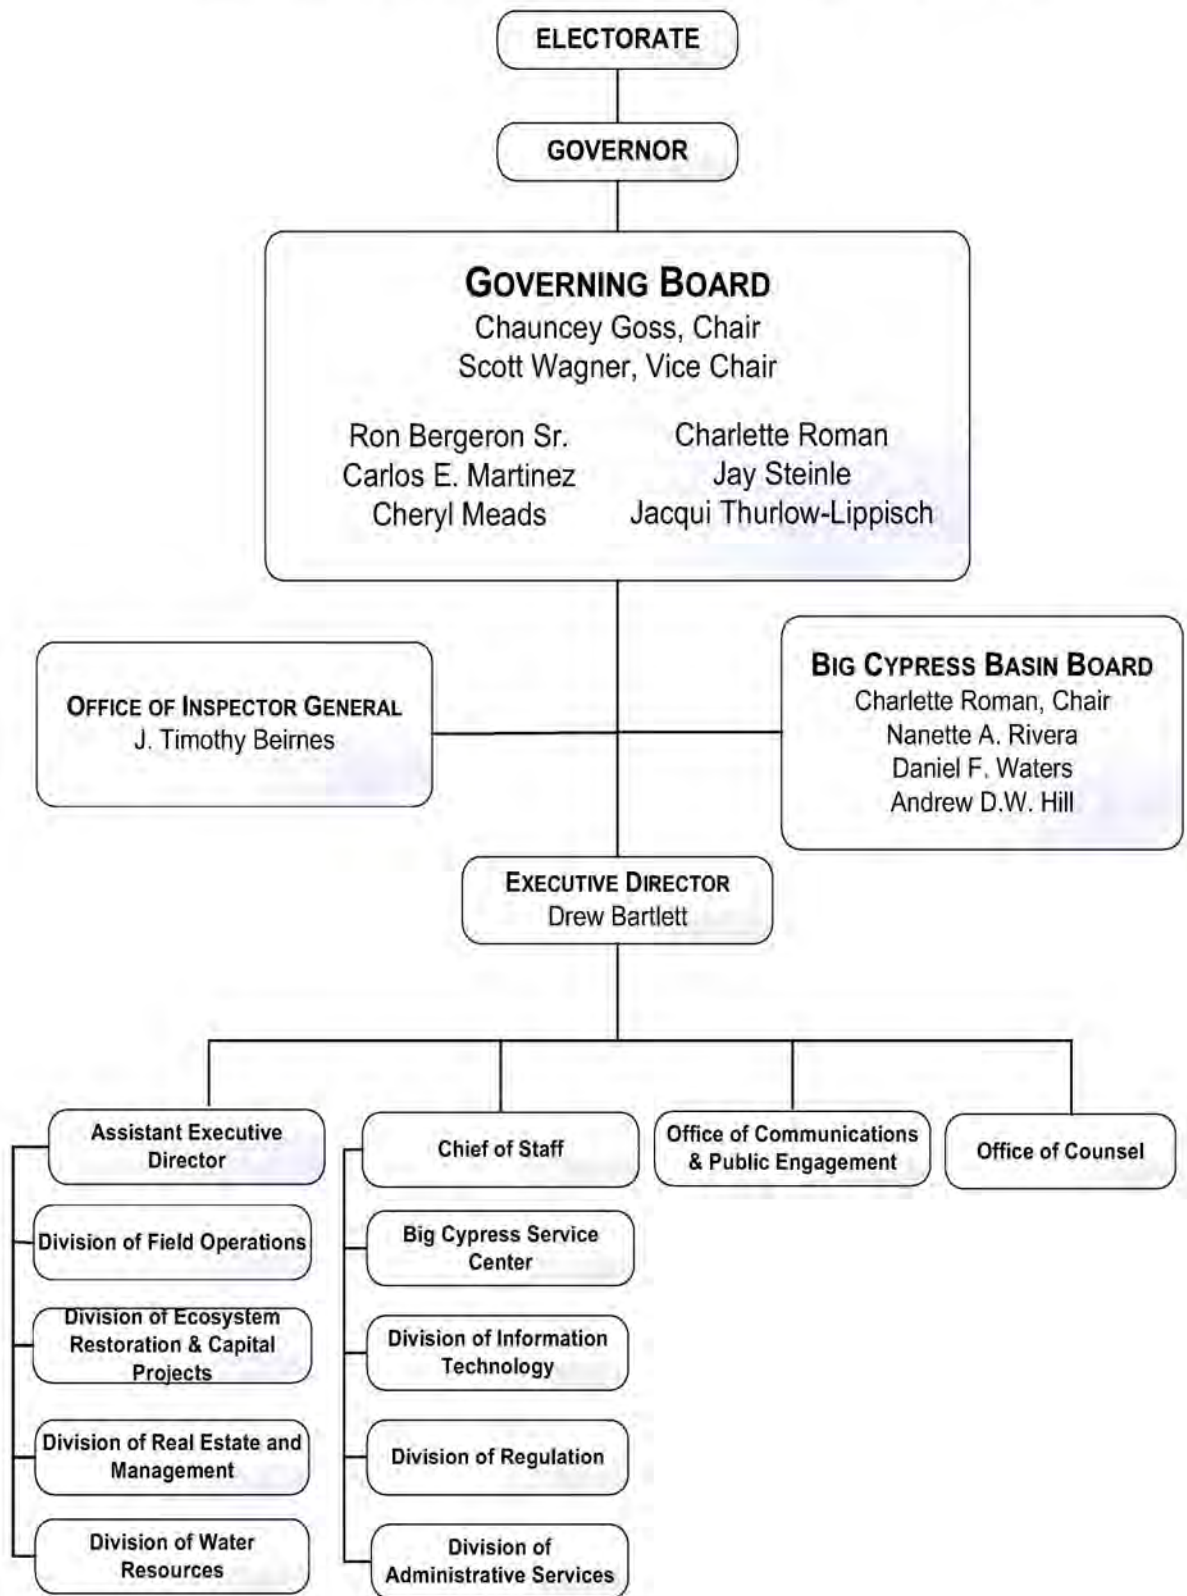 ELECTORATE
GOVERNOR
GOVERNING BOARD
Chauncey Goss, Chair
Scott Wagner, Vice Chair
Ron Bergeron Sr.
Carlos E. Martinez
Cheryl Meads
Charlette Roman
Jay Steinle
Jacqui Thurlow-Lippisch
OFFICE OF INSPECTOR GENERAL
J. Timothy Beirnes
BIG CYPRESS BASIN BOARD
Charlette Roman, Chair
Nanette A. Rivera
Daniel F. Waters
Andrew D.W. Hill
EXECUTIVE DIRECTOR
Drew Bartlett
Assistant Executive
Director
Division of Field Operations
Division of Ecosystem
Restoration & Capital
Projects
Division of Real Estate and
Management
Division of Water
Resources
Chief of Staff
Big Cypress Service
Center
Division of Information
Technology
Division of Regulation
Division of
Administrative Services
Office of Communications
& Public Engagement
Office of Counsel